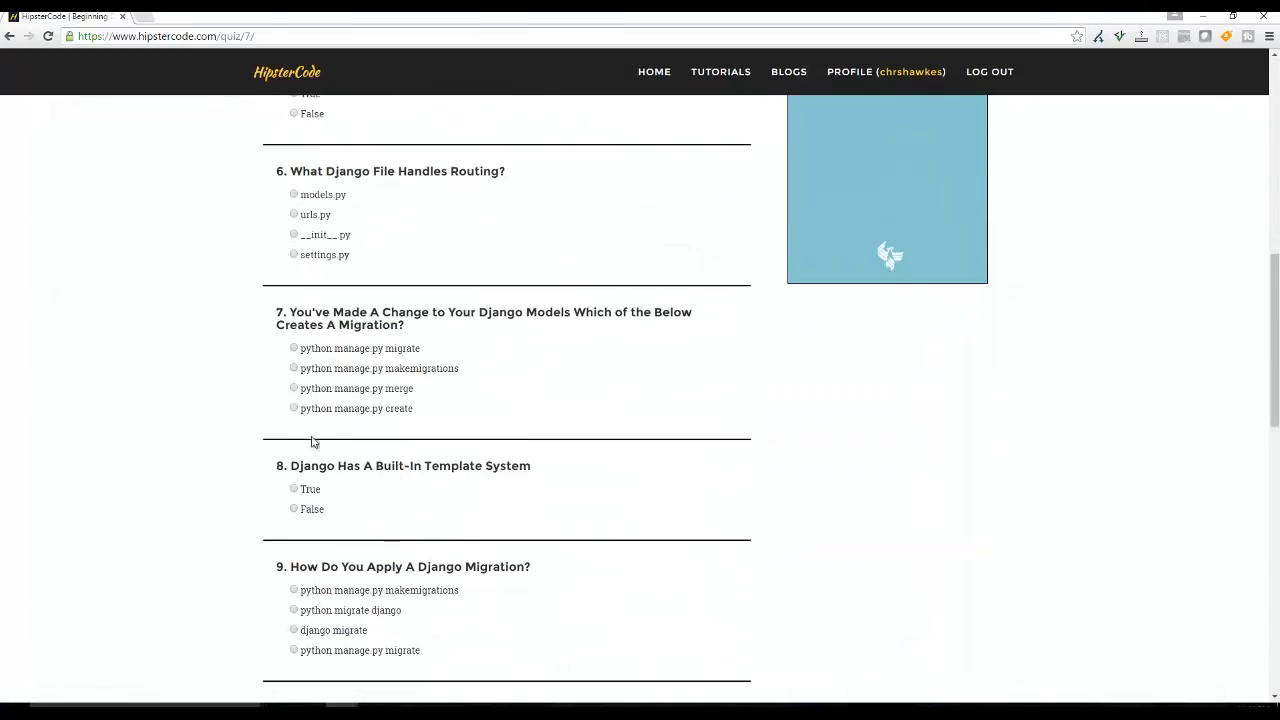 HipsterCode | Beginning
https://www.hipstercode.com/quiz/7/
HipsterCode HOME TUTORIALS BLOGS PROFILE (chrshawkes) LOG OUT
True
False
6. What Django File Handles Routing?
models.py
urls.py
__init__.py
settings.py
7. You've Made A Change to Your Django Models Which of the Below
Creates A Migration?
python manage.py migrate
python manage.py makemigrations
python manage.py merge
python manage.py create
8. Django Has A Built-In Template System
True
False
9. How Do You Apply A Django Migration?
python manage.py makemigrations
python migrate django
django migrate
python manage.py migrate